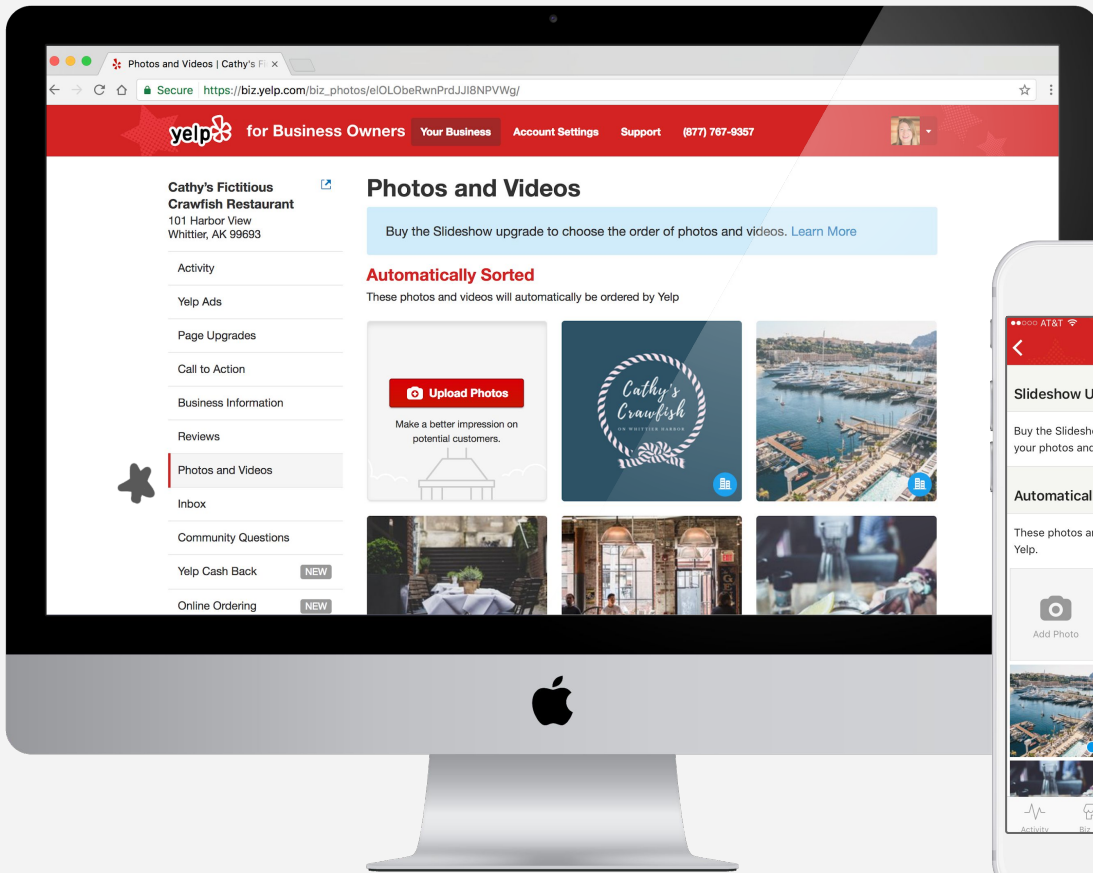 Photos and Videos | Cathy's Fi
Secure https://biz.yelp.com/biz_photos/elOLObeRwnPrdJJI8NPVWg/
yelp for Business Owners Your Business Account Settings Support (877) 767-9357
Cathy's Fictitious
Crawfish Restaurant
101 Harbor View
Whittier, AK 99693
Activity
Yelp Ads
Page Upgrades
Call to Action
Business Information
Reviews
Photos and Videos
Inbox
Community Questions
Yelp Cash Back NEW
Online Ordering NEW
Photos and Videos
Buy the Slideshow upgrade to choose the order of photos and videos. Learn More
Automatically Sorted
These photos and videos will automatically be ordered by Yelp
Upload Photos
Make a better impression on
potential customers.
Cathy's
Crawfish
ON WHITTIER HARBOR
AT&T
Slideshow U
Buy the Slidesh
your photos and
Automatical
These photos a
Yelp.
Add Photo
Activity Biz